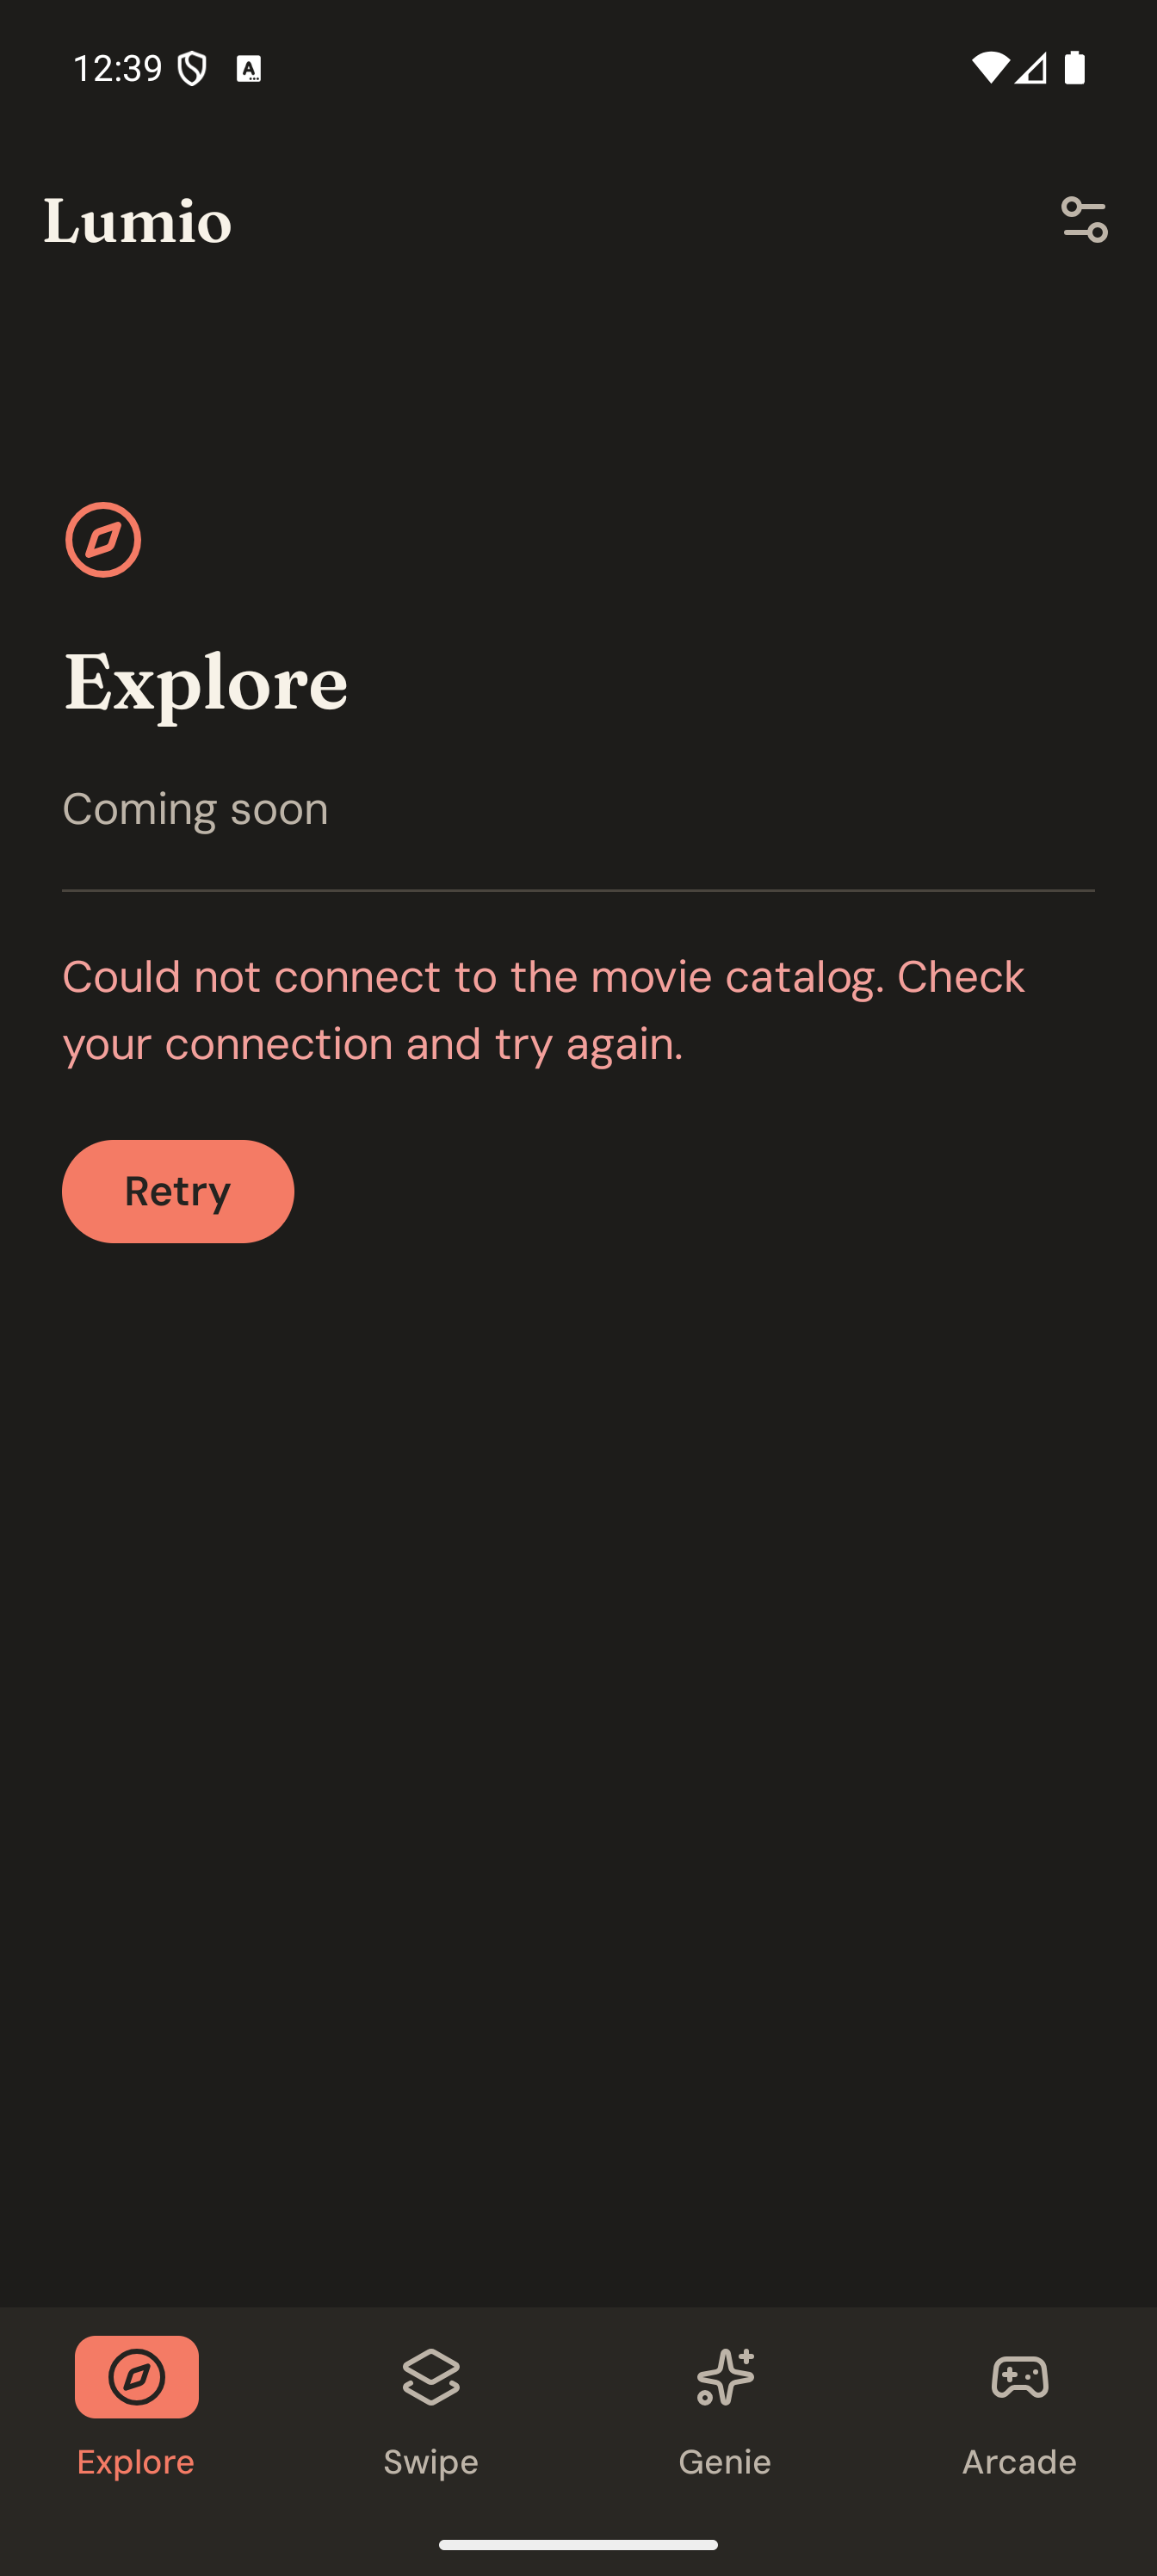 12:39
Lumio
Explore
Coming soon
Could not connect to the movie catalog. Check
your connection and try again.
Retry
Explore
Swipe
Genie
Arcade